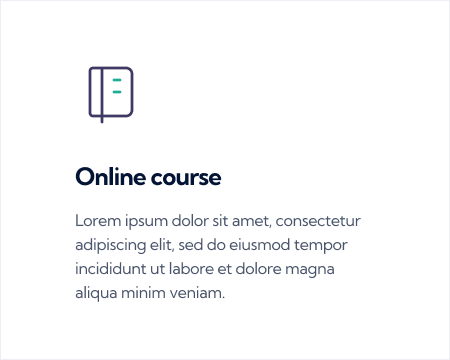 Online course
Lorem ipsum dolor sit amet, consectetur
adipiscing elit, sed do eiusmod tempor
incididunt ut labore et dolore magna
aliqua minim veniam.